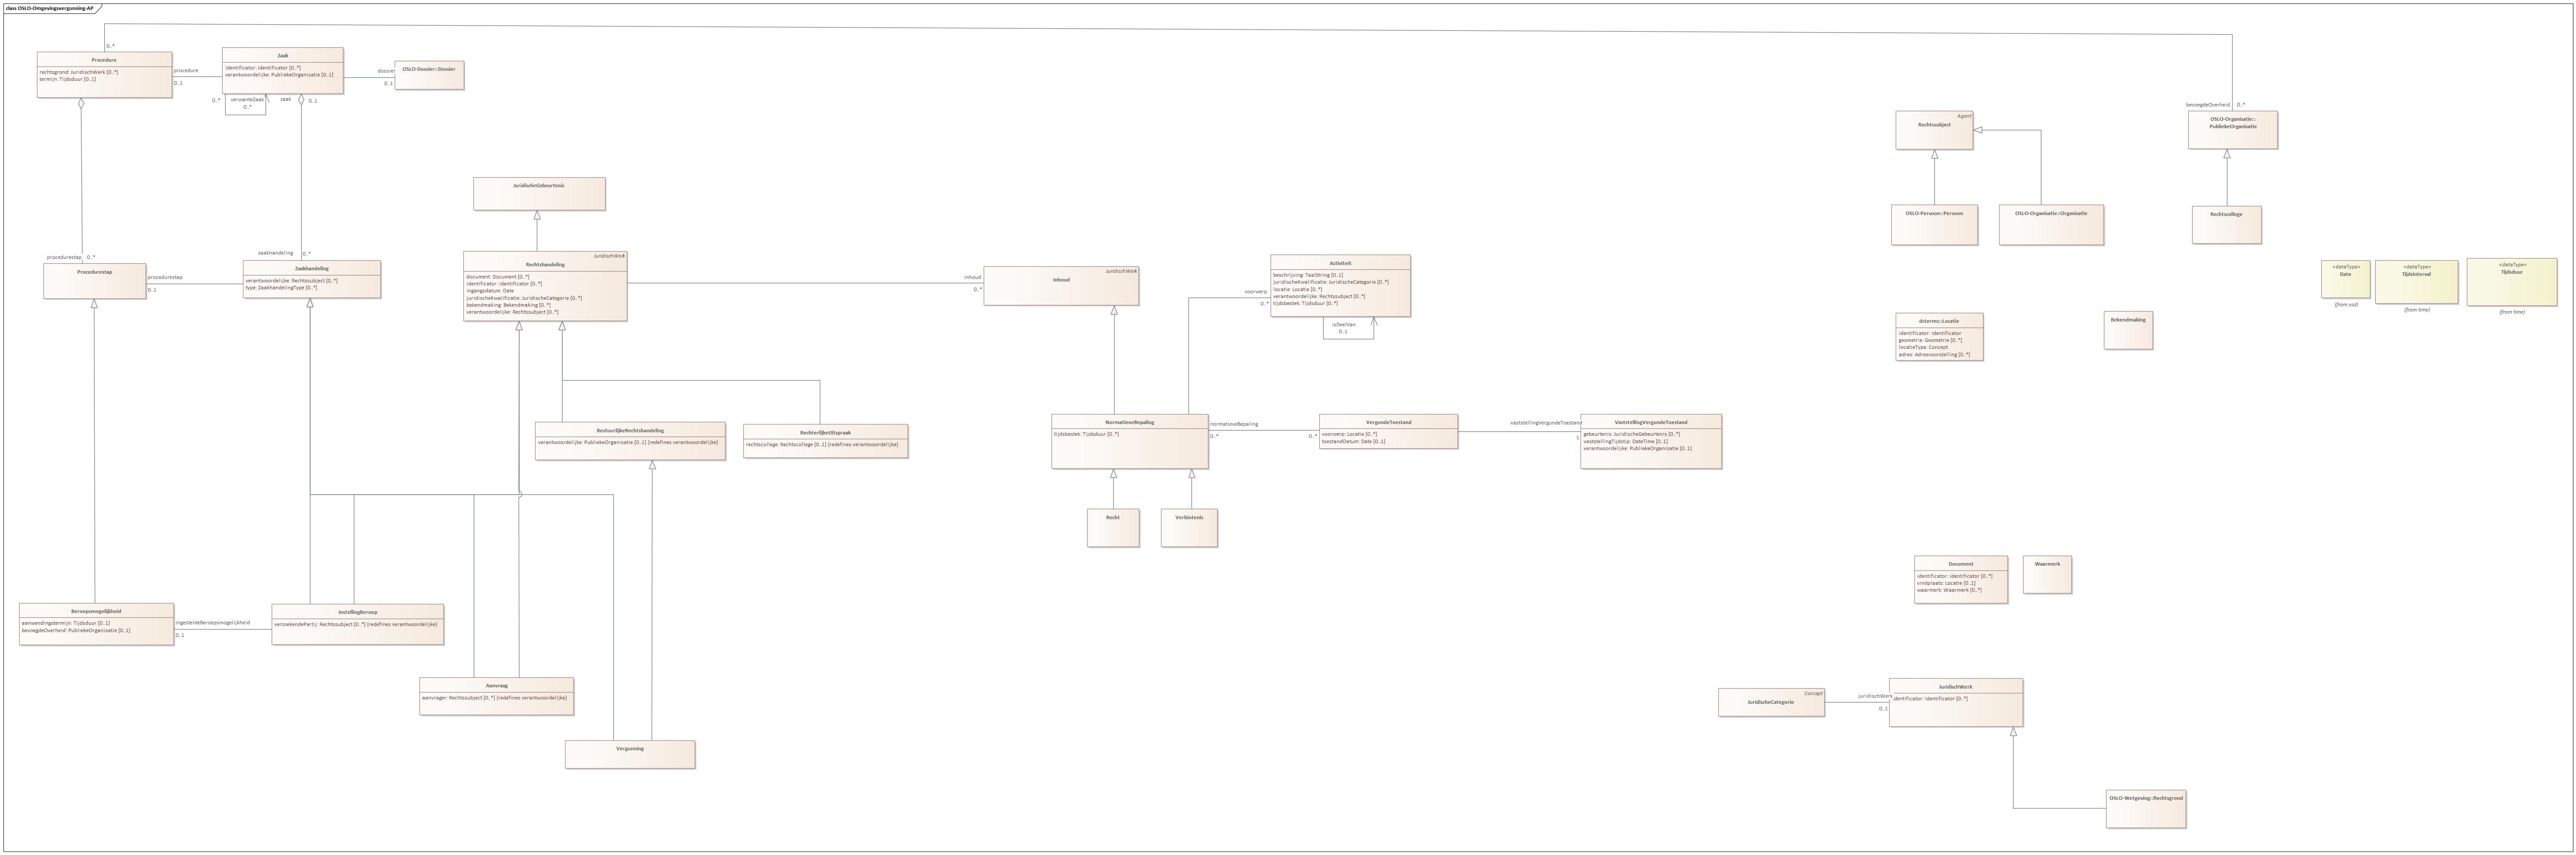 class OSLO-Omgevingsvergunning-AP
0..*
Procedure
rechtsgrond: JuridischWerk [0..*]
termijn: Tijdsduur [0..1]
procedure
0..1
Zaak
identificator: Identificator [0..*]
verantwoordelijke: PubliekeOrganisatie [0..1]
dossier
0..1
OSLO-Dossier::Dossier
0..*
verwanteZaak
0..*
zaak
0..1
bevoegdeOverheid
0..*
OSLO-Organisatie::
PubliekeOrganisatie
Agent
Rechtssubject
JuridischeGebeurtenis
OSLO-Persoon::Persoon
OSLO-Organisatie::Organisatie
Rechtscollege
procedurestap
0..*
Procedurestap
procedurestap
0..1
zaakhandeling
0..*
Zaakhandeling
verantwoordelijke: Rechtssubject [0..*]
type: ZaakhandelingType [0..*]
JuridischWerk
Rechtshandeling
document: Document [0..*]
identificator: Identificator [0..*]
ingangsdatum: Date
juridischeKwalificatie: JuridischeCategorie [0..*]
bekendmaking: Bekendmaking [0..*]
verantwoordelijke: Rechtssubject [0..*]
inhoud
0..*
JuridischWerk
Inhoud
Activiteit
beschrijving: TaalString [0..1]
juridischeKwalificatie: JuridischeCategorie [0..*]
locatie: Locatie [0..*]
verantwoordelijke: Rechtssubject [0..*]
tijdsbestek: Tijdsduur [0..*]
voorwerp
0..*
isDeelVan
0..1
«dataType»
Date
(from xsd)
«dataType»
Tijdsinterval
(from time)
«dataType»
Tijdsduur
(from time)
dcterms::Locatie
identificator: Identificator
geometrie: Geometrie [0..*]
locatieType: Concept
adres: Adresvoorstelling [0..*]
Bekendmaking
BestuurlijkeRechtshandeling
verantwoordelijke: PubliekeOrganisatie [0..1] {redefines verantwoordelijke}
RechterlijkeUitspraak
rechtscollege: Rechtscollege [0..1] {redefines verantwoordelijke}
NormatieveBepaling
tijdsbestek: Tijdsduur [0..*]
normatieveBepaling
0..*
0..*
VergundeToestand
voorwerp: Locatie [0..*]
toestandDatum: Date [0..1]
vaststellingVergundeToestand
1
VaststellingVergundeToestand
gebeurtenis: JuridischeGebeurtenis [0..*]
vaststellingTijdstip: DateTime [0..1]
verantwoordelijke: PubliekeOrganisatie [0..1]
Recht
Verbintenis
Document
identificator: Identificator [0..*]
vindplaats: Locatie [0..1]
waarmerk: Waarmerk [0..*]
Waarmerk
Beroepsmogelijkheid
aanwendingstermijn: Tijdsduur [0..1]
bevoegdeOverheid: PubliekeOrganisatie [0..1]
ingesteldeBeroepsmogelijkheid
0..1
InstellingBeroep
verzoekendePartij: Rechtssubject [0..*] {redefines verantwoordelijke}
Aanvraag
aanvrager: Rechtssubject [0..*] {redefines verantwoordelijke}
Vergunning
Concept
JuridischeCategorie
juridischWerk
0..1
JuridischWerk
identificator: Identificator [0..*]
OSLO-Wetgeving::Rechtsgrond